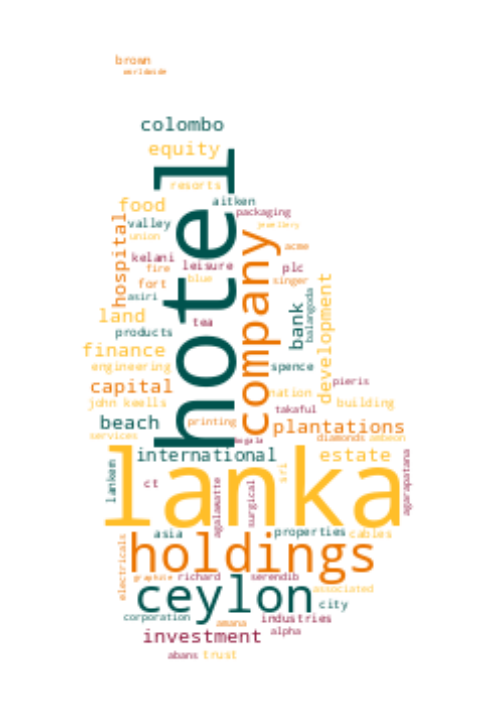 brown
worldwide
colombo
equity
hotel
resorts
aitken
food
packaging
hospital
valley
jewellery
union
company
acme
kelani
leisure
fire
plc
blue
fort
singer
development
asiri
balangoda
bank
land
tea
products
finance
engineering
spence
capital
pieris
john keells
nation
building
takaful
beach
printing
plantations
services
diamonds
ambeon
international
estate
lanka
lankem
agarapatana
sri
ct
agalawatte
surgical
asia
properties
cables
electricals
holdings
graphite
richard
serendib
ceylon
associated
city
corporation
amana
industries
alpha
investment
abans
trust